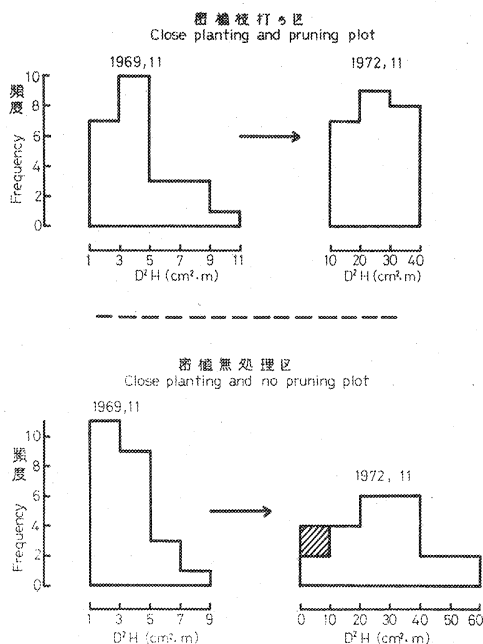 密植枝打ち区
Close planting and pruning plot
1969,11
1972,11
頻度
Frequency
10
8
6
4
2
0
1 3 5 7 9 11
D²H (cm².m)
10 20 30 40
D²H (cm².m)
密植無処理区
Close planting and no pruning plot
1969,11
1972, 11
頻度
Frequency
10
8
6
4
2
0
1 3 5 7 9
D²H (cm².m)
0 10 20 30 40 50 60
D²H (cm².m)